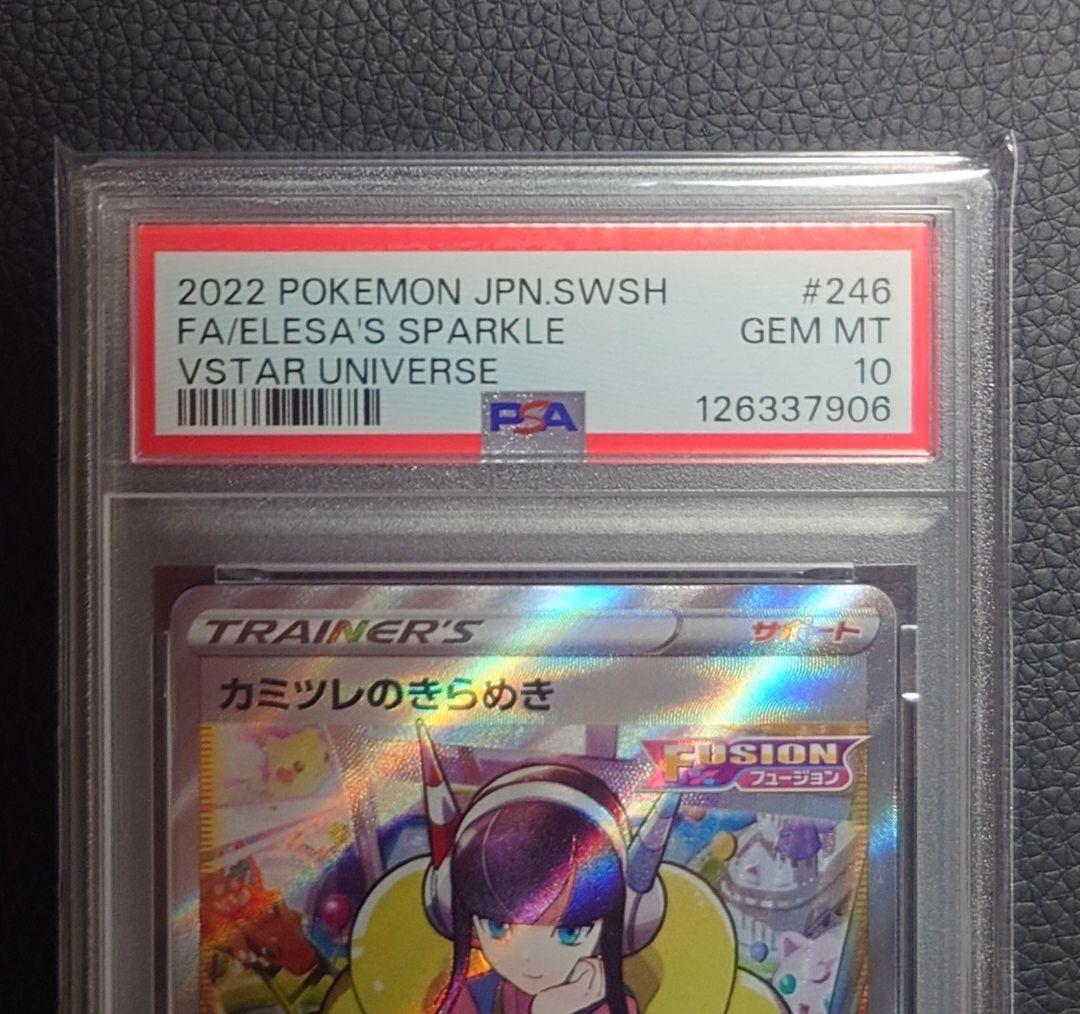 2022 POKEMON JPN.SWSH #246
FA/ELESA'S SPARKLE GEM MT
VSTAR UNIVERSE 10
PSA 126337906
TRAINER'S サポート
カミツレのきらめき
FUSION
フュージョン